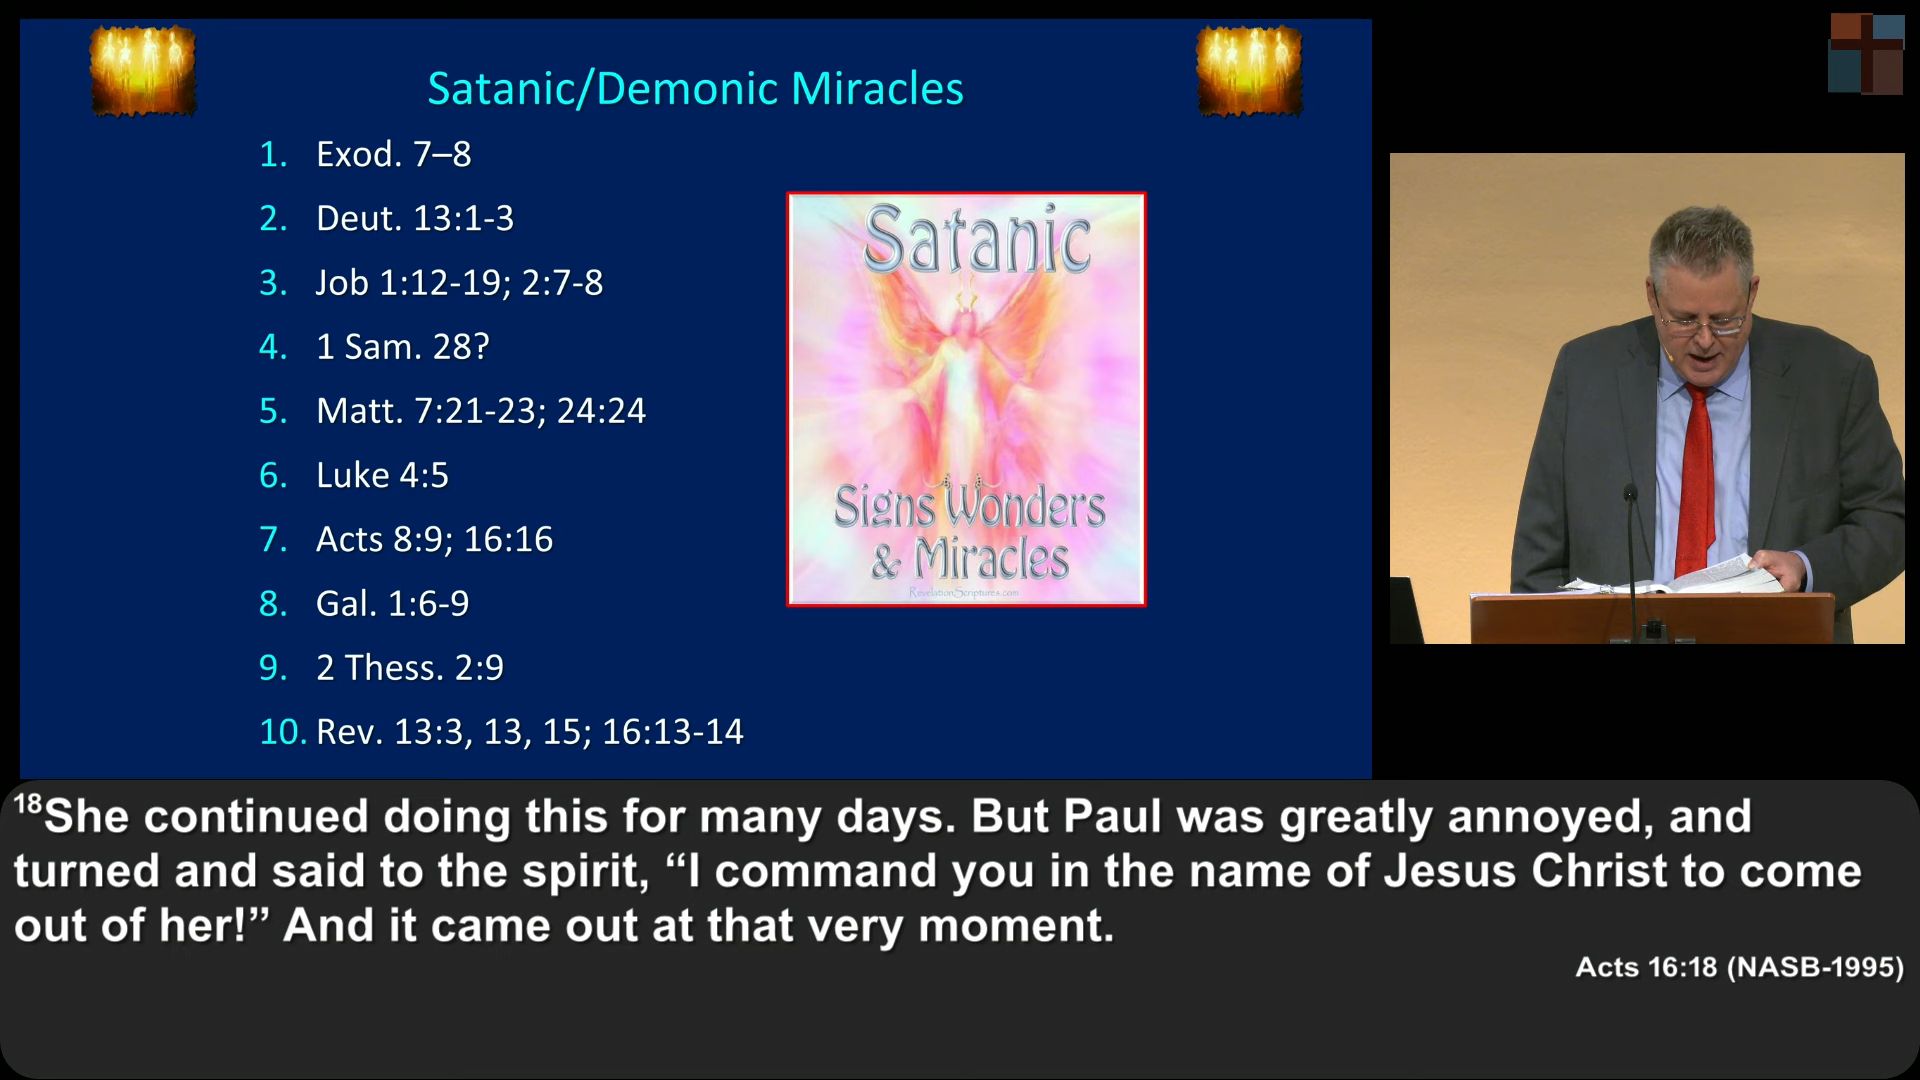 Satanic/Demonic Miracles
1. Exod. 7–8
2. Deut. 13:1-3
3. Job 1:12-19; 2:7-8
4. 1 Sam. 28?
5. Matt. 7:21-23; 24:24
6. Luke 4:5
7. Acts 8:9; 16:16
8. Gal. 1:6-9
9. 2 Thess. 2:9
10. Rev. 13:3, 13, 15; 16:13-14
Satanic
Signs Wonders
& Miracles
RevelationScriptures.com
18She continued doing this for many days. But Paul was greatly annoyed, and
turned and said to the spirit, “I command you in the name of Jesus Christ to come
out of her!” And it came out at that very moment.
Acts 16:18 (NASB-1995)